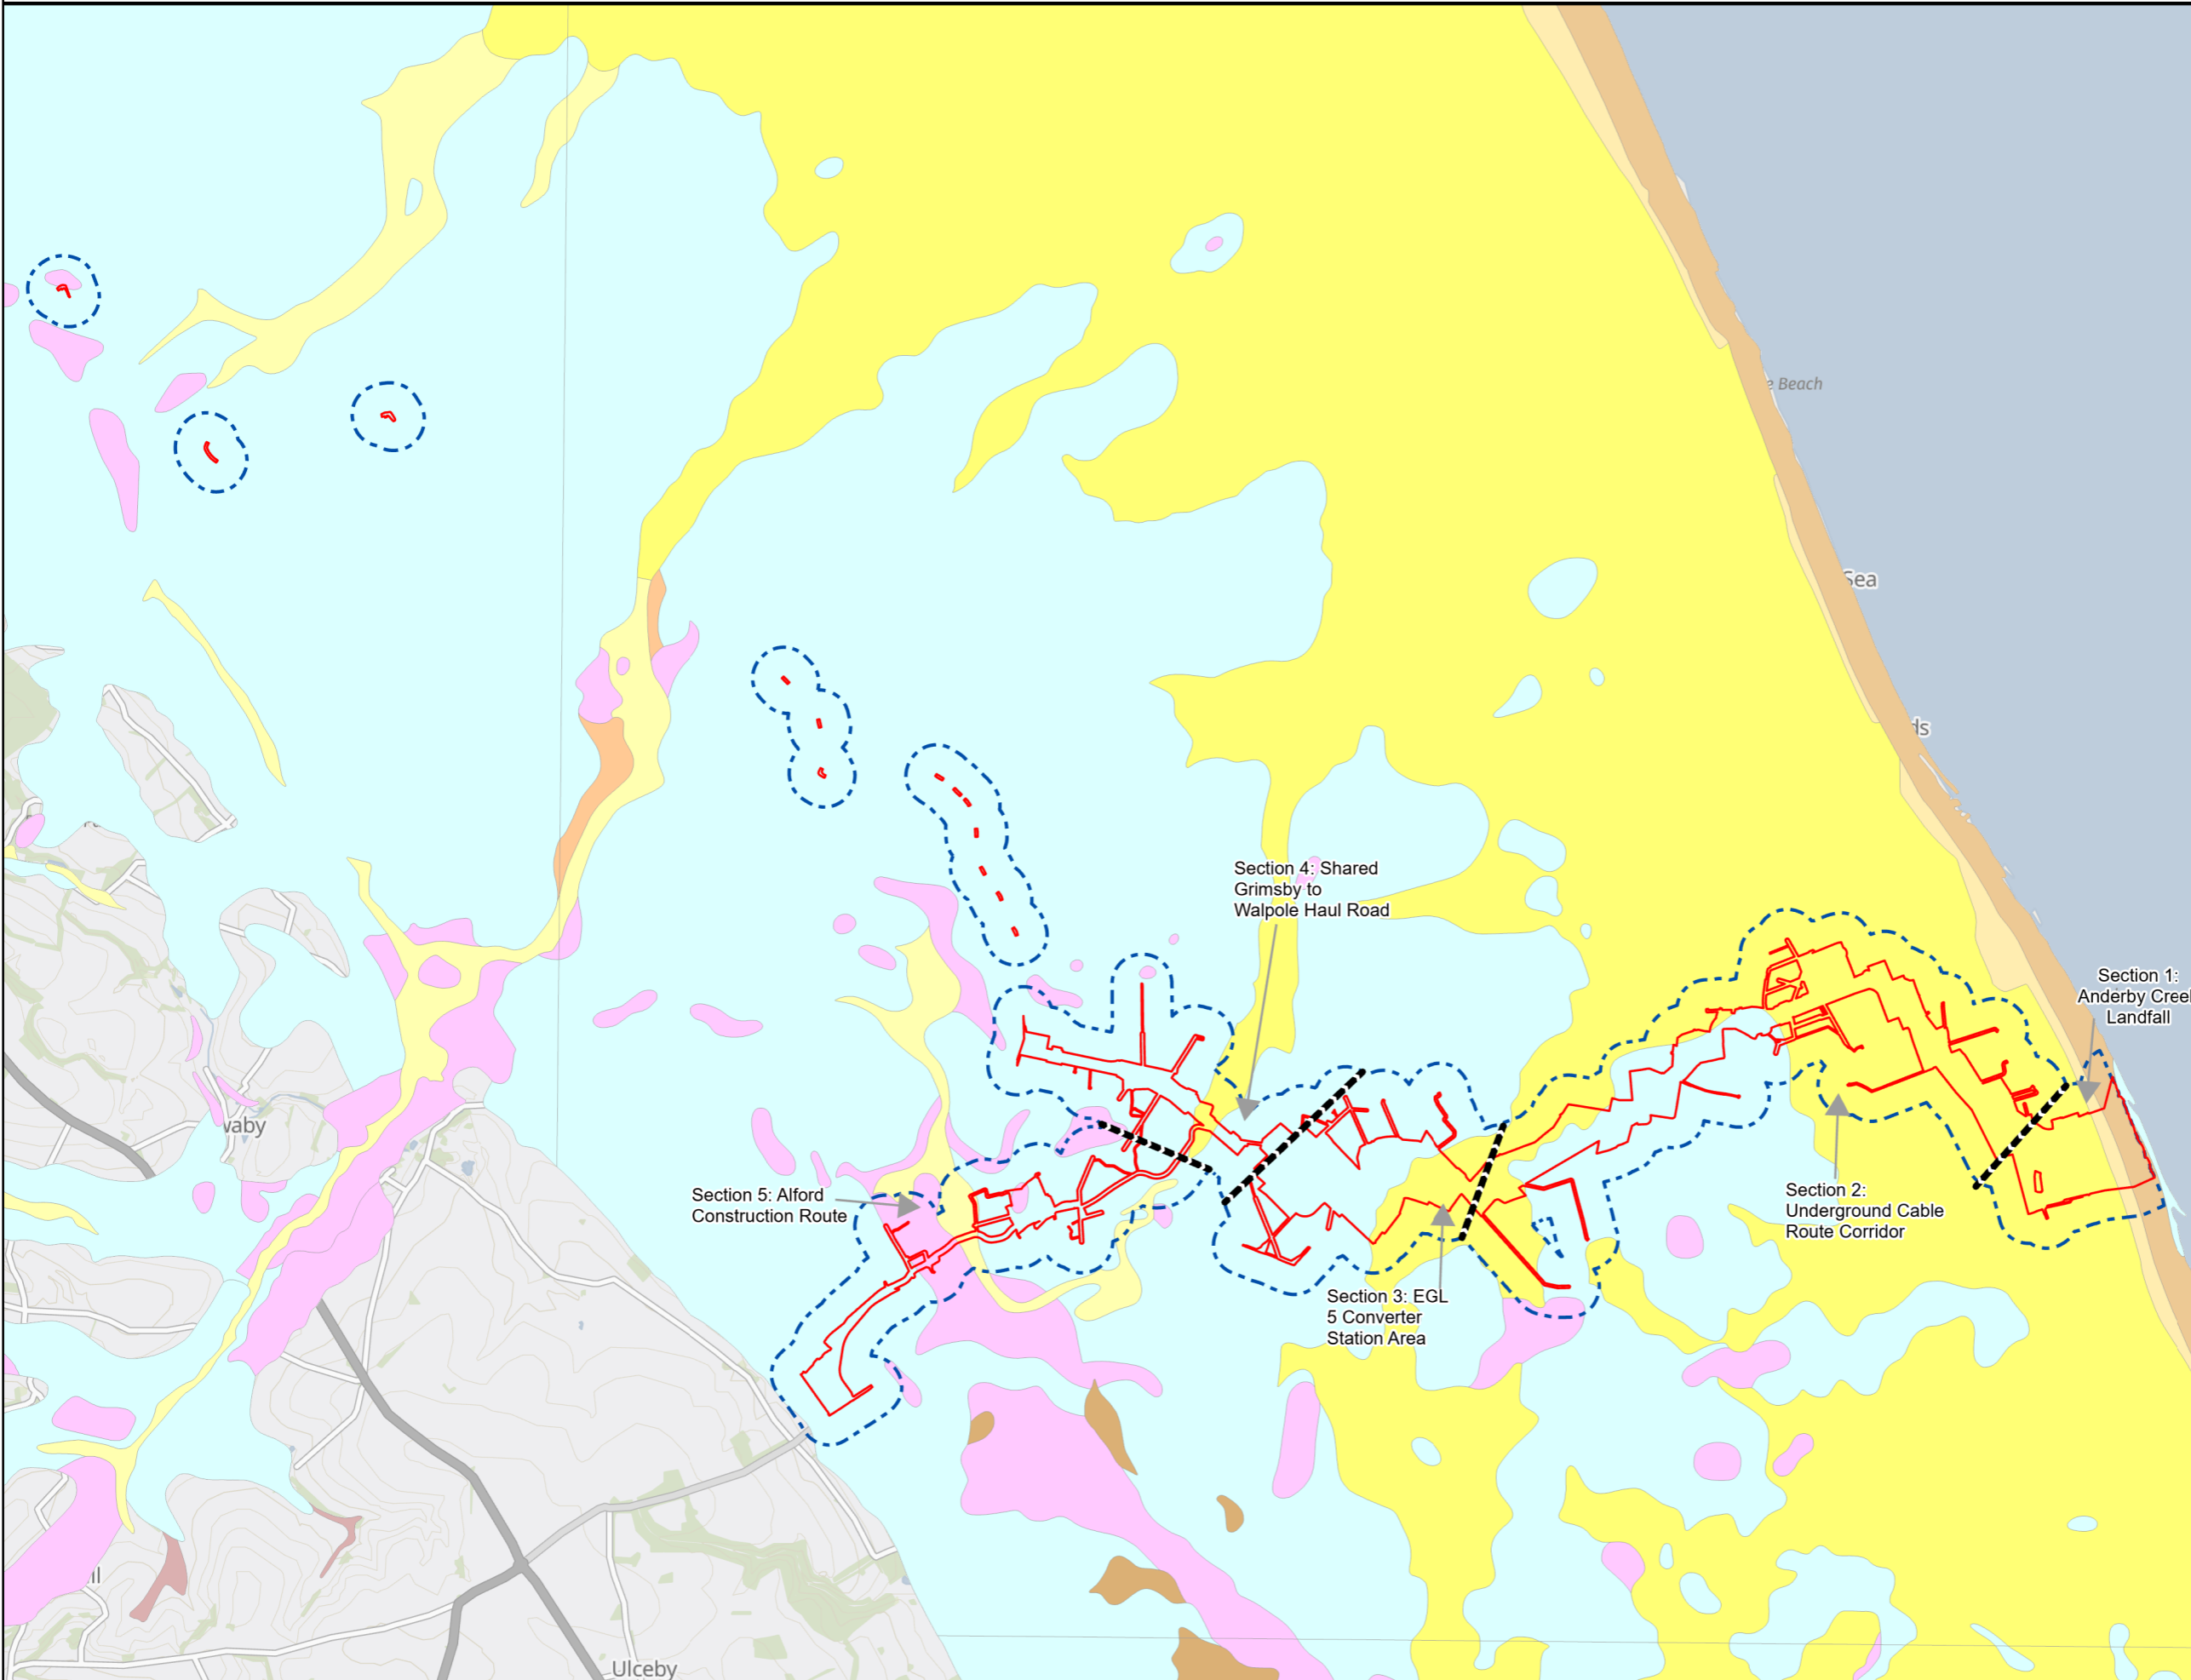 Beach
Sea
Section 4: Shared
Grimsby to
Walpole Haul Road
Section 1:
Anderby Creek
Landfall
Section 5: Alford
Construction Route
Section 2:
Underground Cable
Route Corridor
Section 3: EGL
5 Converter
Station Area
Ulceby